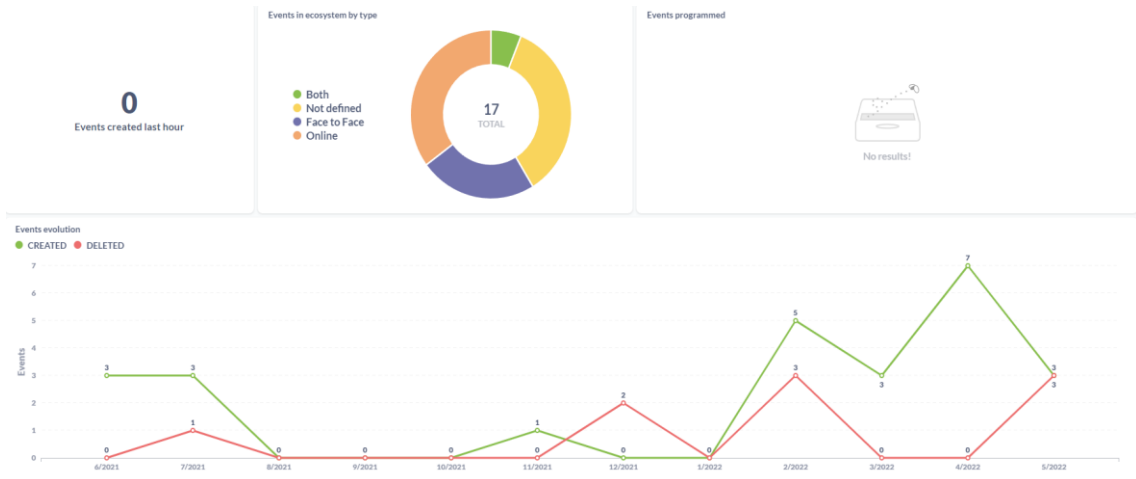 0
Events created last hour
Events in ecosystem by type
Both
Not defined
Face to Face
Online
17
TOTAL
Events programmed
No results!
Events evolution
CREATED DELETED
Events
7
6
5
4
3
2
1
0
3 3 0 0 0 1 0 0 5 3 7 3
0 1 0 0 0 0 2 0 3 0 0 3
6/2021 7/2021 8/2021 9/2021 10/2021 11/2021 12/2021 1/2022 2/2022 3/2022 4/2022 5/2022